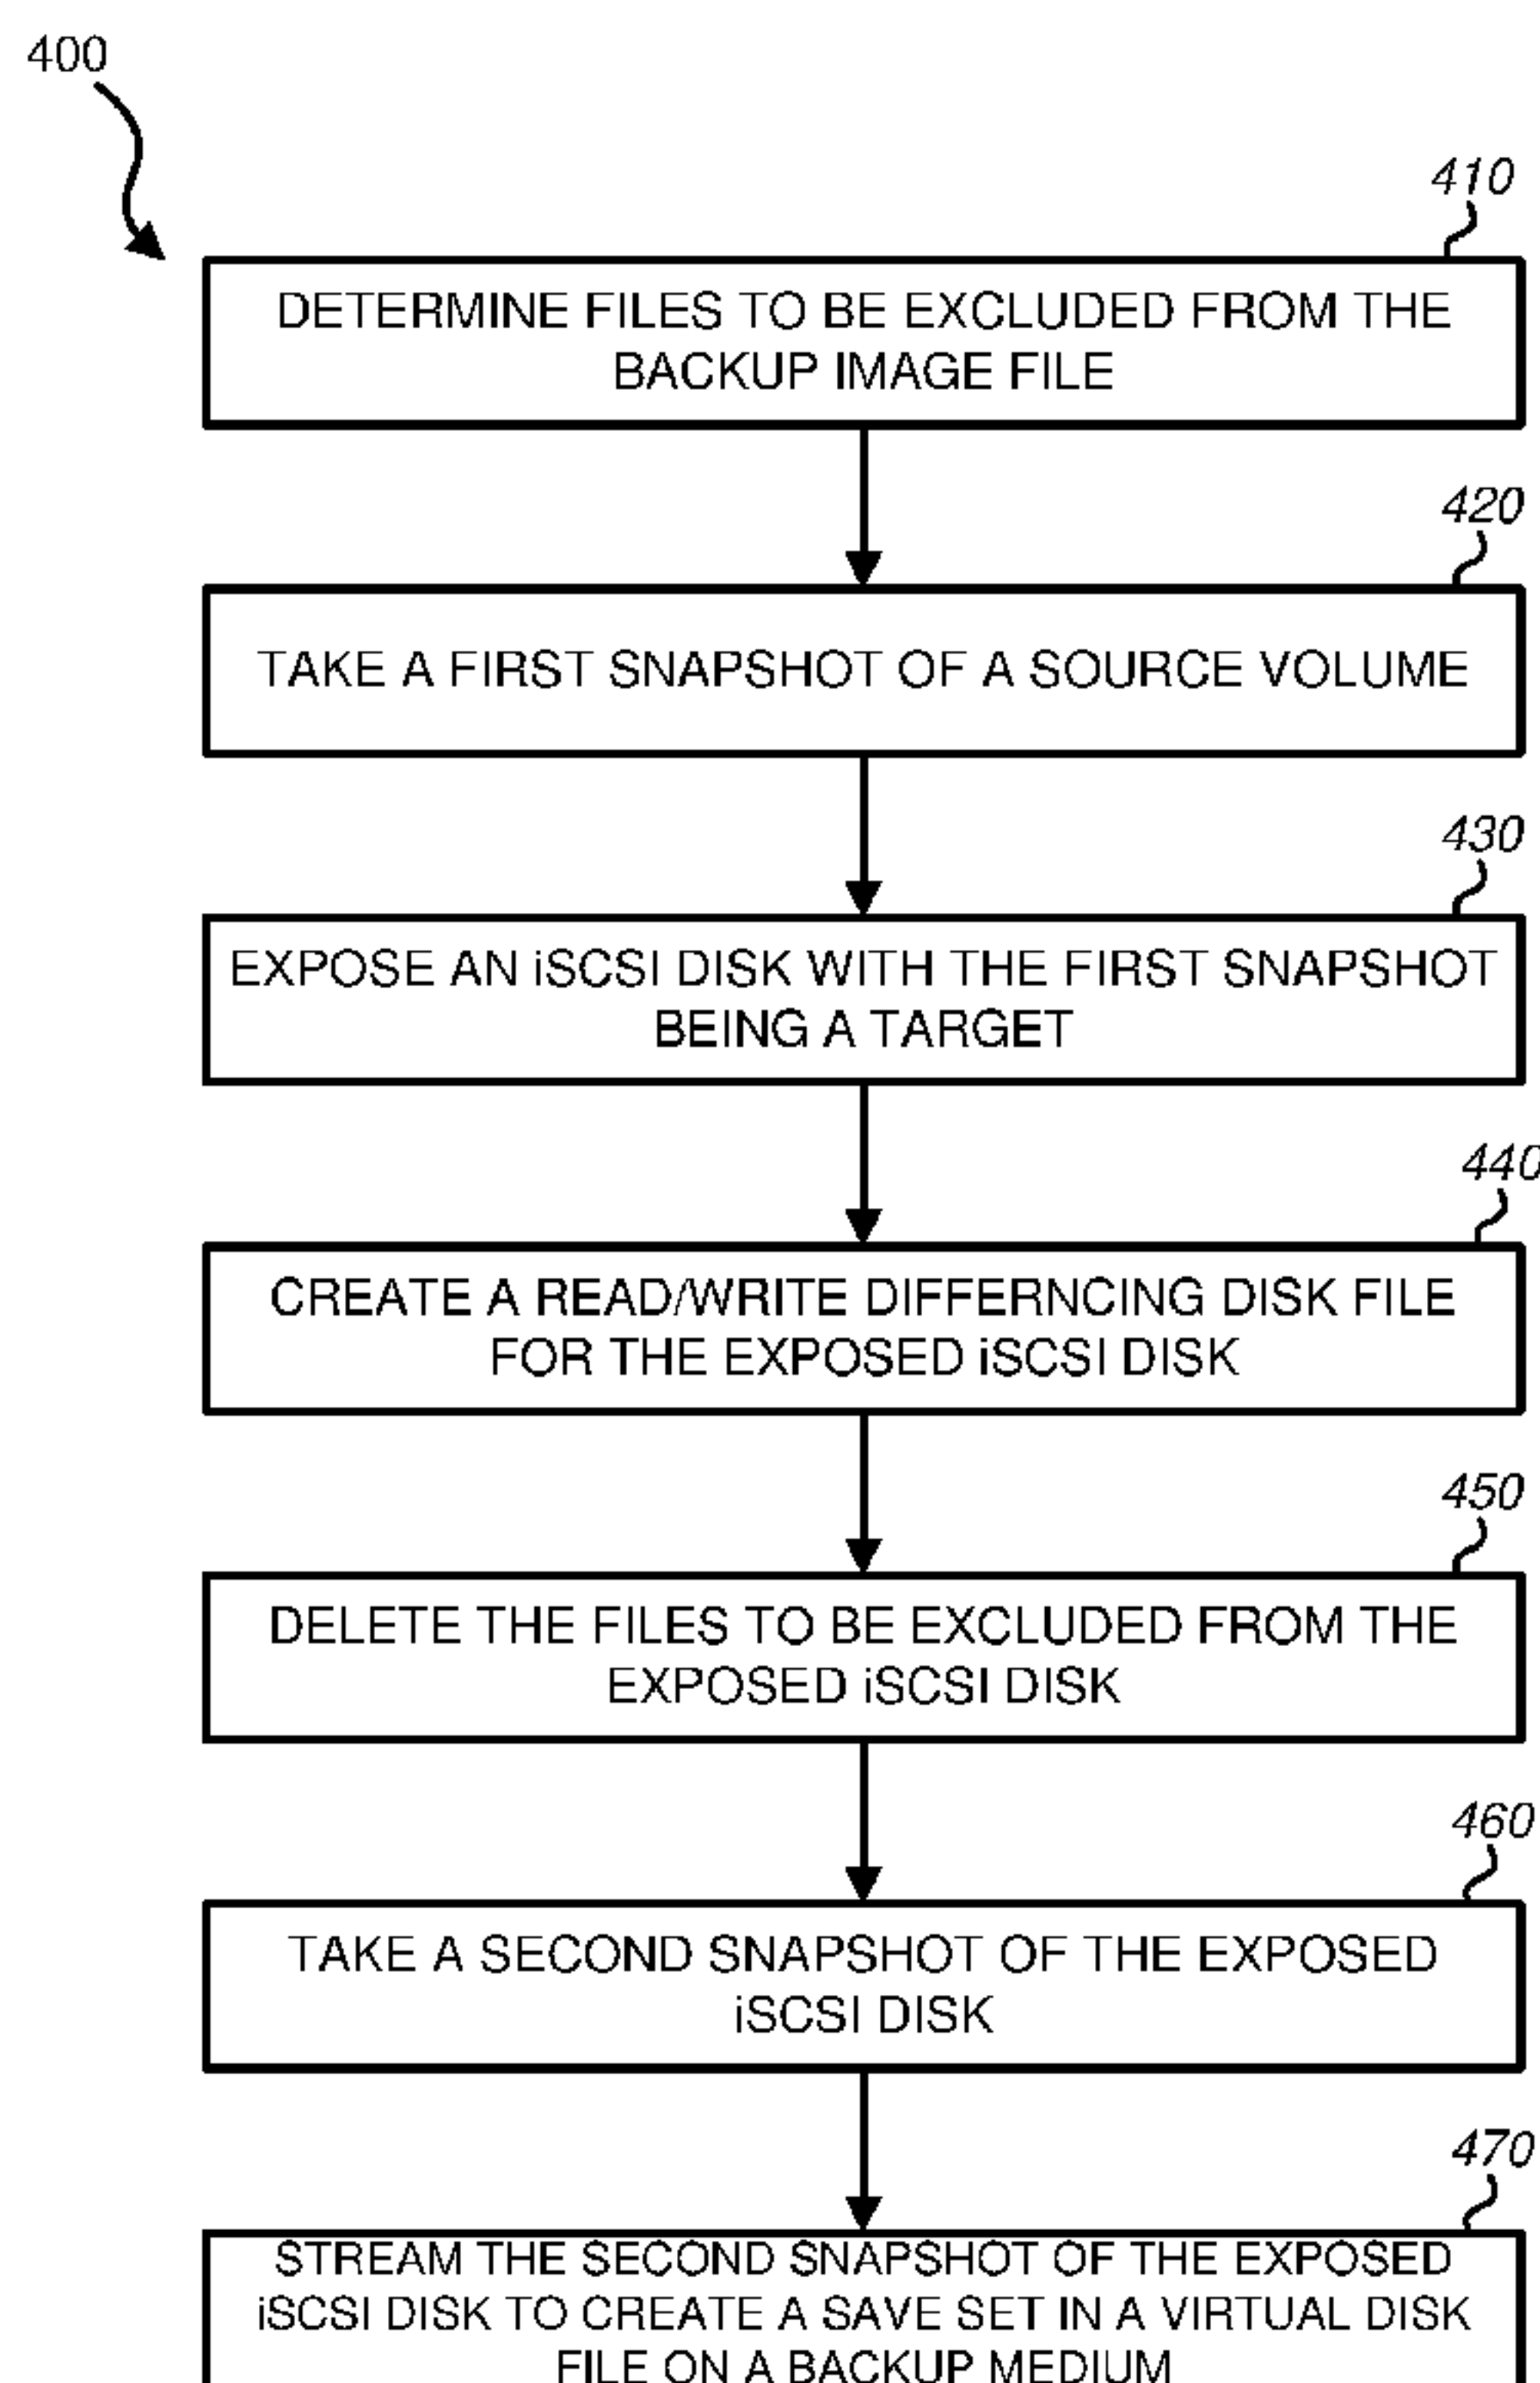 400
410
DETERMINE FILES TO BE EXCLUDED FROM THE
BACKUP IMAGE FILE
420
TAKE A FIRST SNAPSHOT OF A SOURCE VOLUME
430
EXPOSE AN iSCSI DISK WITH THE FIRST SNAPSHOT
BEING A TARGET
440
CREATE A READ/WRITE DIFFERNCING DISK FILE
FOR THE EXPOSED iSCSI DISK
450
DELETE THE FILES TO BE EXCLUDED FROM THE
EXPOSED iSCSI DISK
460
TAKE A SECOND SNAPSHOT OF THE EXPOSED
iSCSI DISK
470
STREAM THE SECOND SNAPSHOT OF THE EXPOSED
iSCSI DISK TO CREATE A SAVE SET IN A VIRTUAL DISK
FILE ON A BACKUP MEDIUM